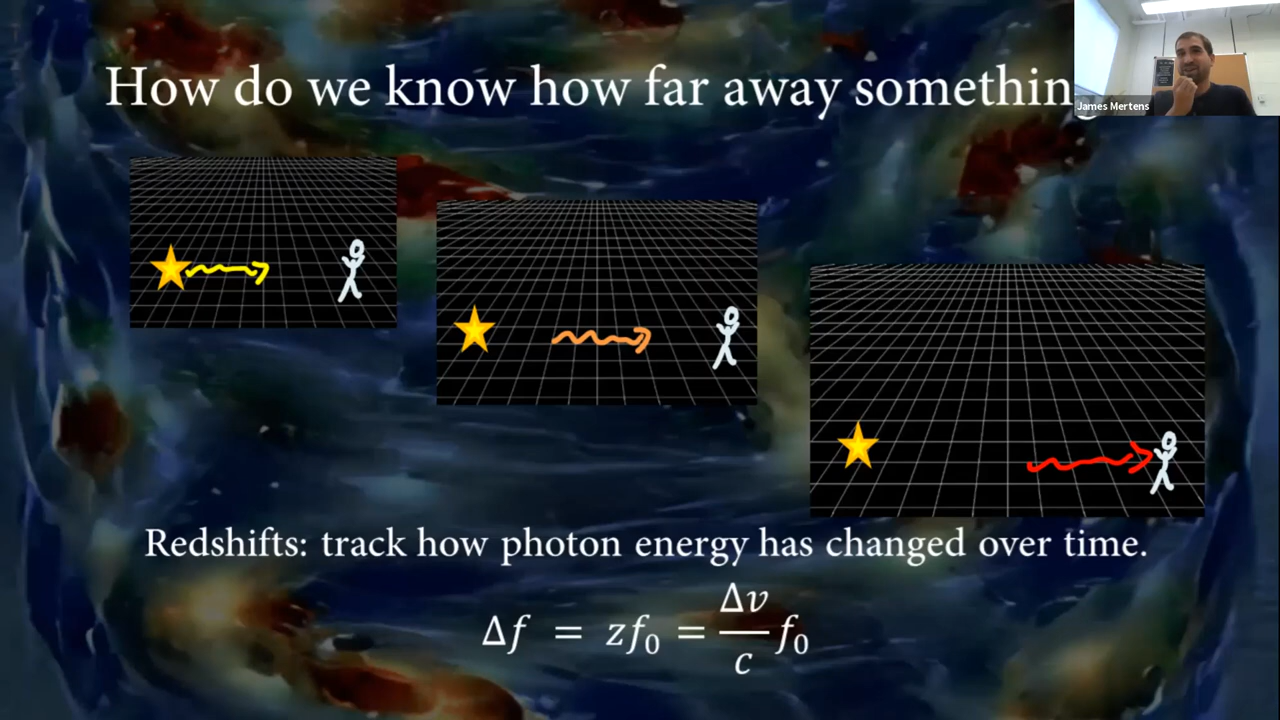 How do we know how far away somethin
James Mertens
Redshifts: track how photon energy has changed over time.
Δf = zf₀ = Δv/c f₀